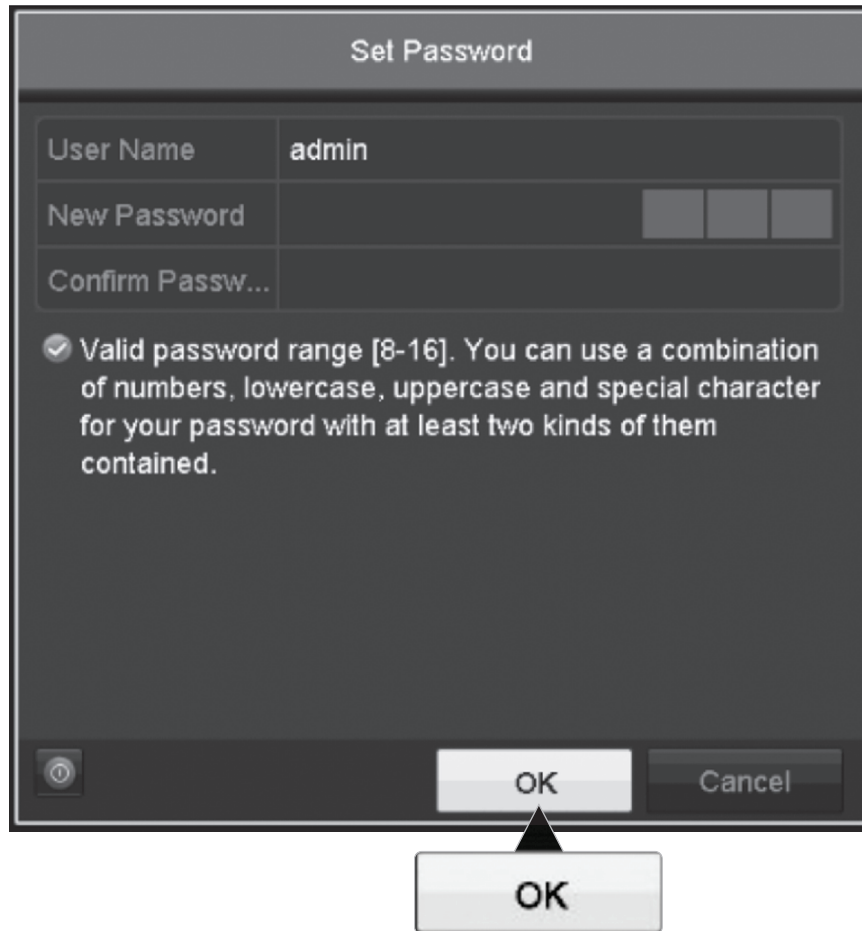 Set Password
User Name admin
New Password
Confirm Passw...
Valid password range [8-16]. You can use a combination
of numbers, lowercase, uppercase and special character
for your password with at least two kinds of them
contained.
OK Cancel
OK